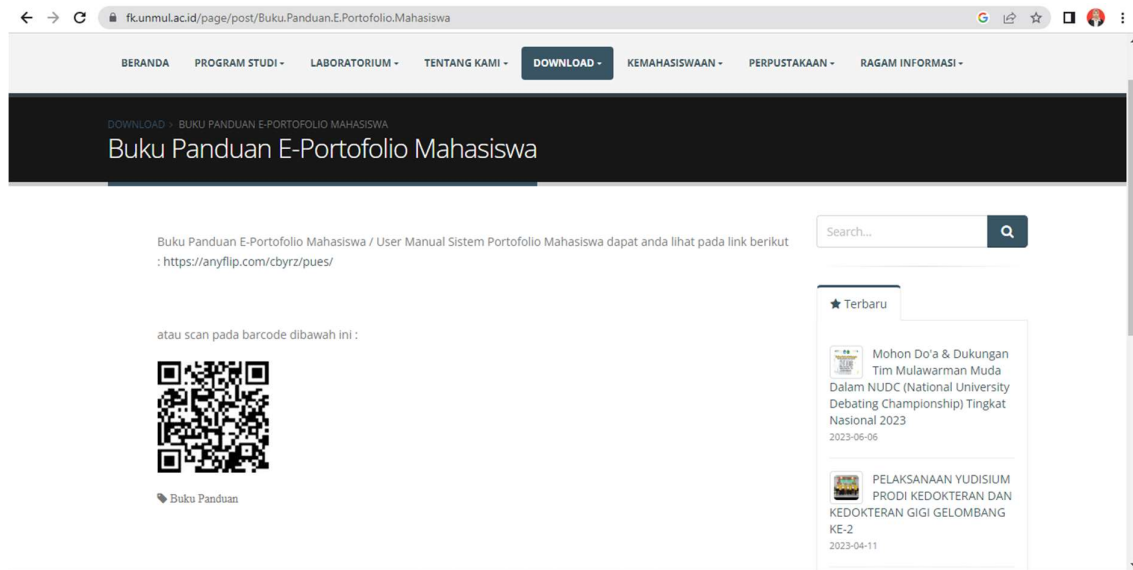 fk.unmul.ac.id/page/post/Buku.Panduan.E.Portofolio.Mahasiswa
BERANDA PROGRAM STUDI LABORATORIUM TENTANG KAMI DOWNLOAD KEMAHASISWAAN PERPUSTAKAAN RAGAM INFORMASI
DOWNLOAD > BUKU PANDUAN E-PORTOFOLIO MAHASISWA
Buku Panduan E-Portofolio Mahasiswa
Buku Panduan E-Portofolio Mahasiswa / User Manual Sistem Portofolio Mahasiswa dapat anda lihat pada link berikut
: https://anyflip.com/cbyrz/pues/
atau scan pada barcode dibawah ini :
Buku Panduan
Search...
Terbaru
Mohon Do'a & Dukungan
Tim Mulawarman Muda
Dalam NUDC (National University
Debating Championship) Tingkat
Nasional 2023
2023-06-06
PELAKSANAAN YUDISIUM
PRODI KEDOKTERAN DAN
KEDOKTERAN GIGI GELOMBANG
KE-2
2023-04-11